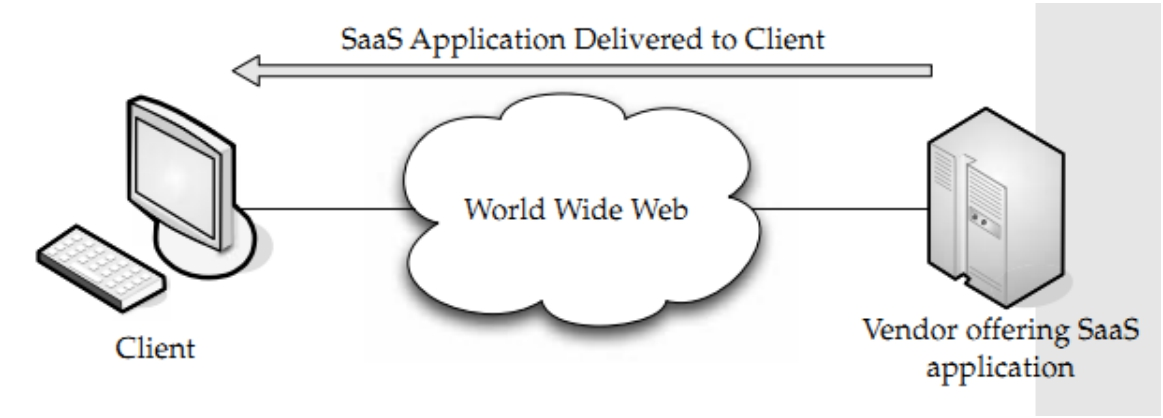 SaaS Application Delivered to Client
World Wide Web
Client
Vendor offering SaaS
application